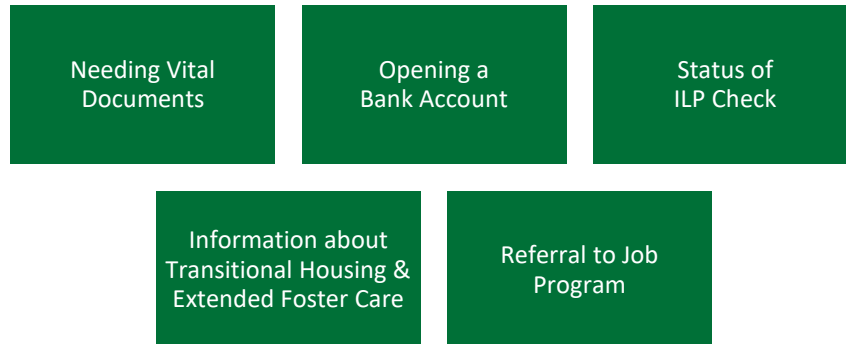 Needing Vital
Documents
Opening a
Bank Account
Status of
ILP Check
Information about
Transitional Housing &
Extended Foster Care
Referral to Job
Program